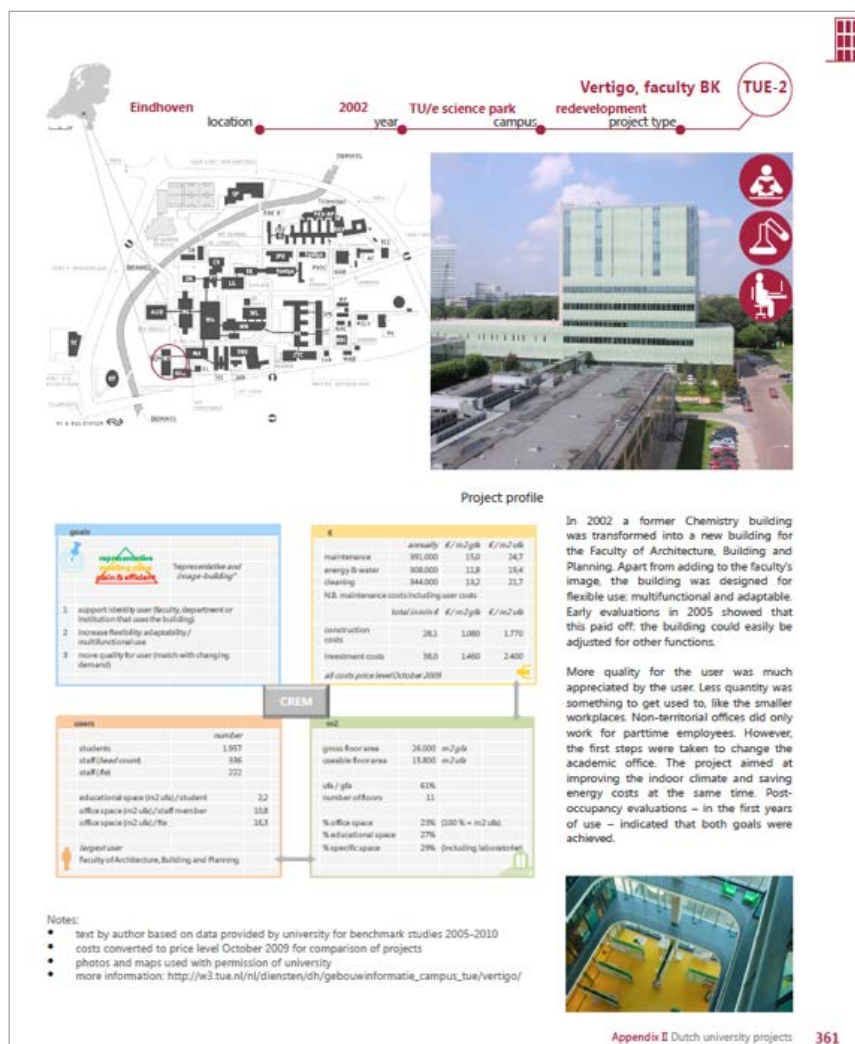 Vertigo, faculty BK
TUE-2
Eindhoven
2002
TU/e science park
redevelopment
location
year
campus
project type
DOMMEL
DOMMEL
DOMMEL
Project profile
goals
representative
meeting place
plain & efficient
"representative and
image-building"
1 support identity user (faculty, department or
institution that uses the building)
2 increase flexibility: adaptability /
multifunctional use
3 more quality for user (match with changing
demand)
€
annually € / m2 gfa € / m2 ufa
maintenance 391.000 15,0 24,7
energy & water 308.000 11,8 19,4
cleaning 344.000 13,2 21,7
N.B. maintenance costs including user costs
total in mln € € / m2 gfa € / m2 ufa
construction
costs 28,1 1.080 1.770
investment costs 38,0 1.460 2.400
all costs price level October 2009
CREM
users
number
students 1,957
staff (head count) 336
staff (fte) 222
educational space (m2 ufa) / student 2,2
office space (m2 ufa) / staff member 10,8
office space (m2 ufa) / fte 16,3
largest user
Faculty of Architecture, Building and Planning
m2
gross floor area 26.000 m2 gfa
useable floor area 15,800 m2 ufa
ufa / gfa 61%
number of floors 11
% office space 23% (100 % = m2 ufa)
% educational space 27%
% specific space 29% (including laboratories)
In 2002 a former Chemistry building
was transformed into a new building for
the Faculty of Architecture, Building and
Planning. Apart from adding to the faculty's
image, the building was designed for
flexible use: multifunctional and adaptable.
Early evaluations in 2005 showed that
this paid off: the building could easily be
adjusted for other functions.
More quality for the user was much
appreciated by the user. Less quantity was
something to get used to, like the smaller
workplaces. Non-territorial offices did only
work for parttime employees. However,
the first steps were taken to change the
academic office. The project aimed at
improving the indoor climate and saving
energy costs at the same time. Post-
occupancy evaluations – in the first years
of use – indicated that both goals were
achieved.
Notes:
• text by author based on data provided by university for benchmark studies 2005-2010
• costs converted to price level October 2009 for comparison of projects
• photos and maps used with permission of university
• more information: http://w3.tue.nl/nl/diensten/dh/gebouwinformatie_campus_tue/vertigo/
Appendix II Dutch university projects 361